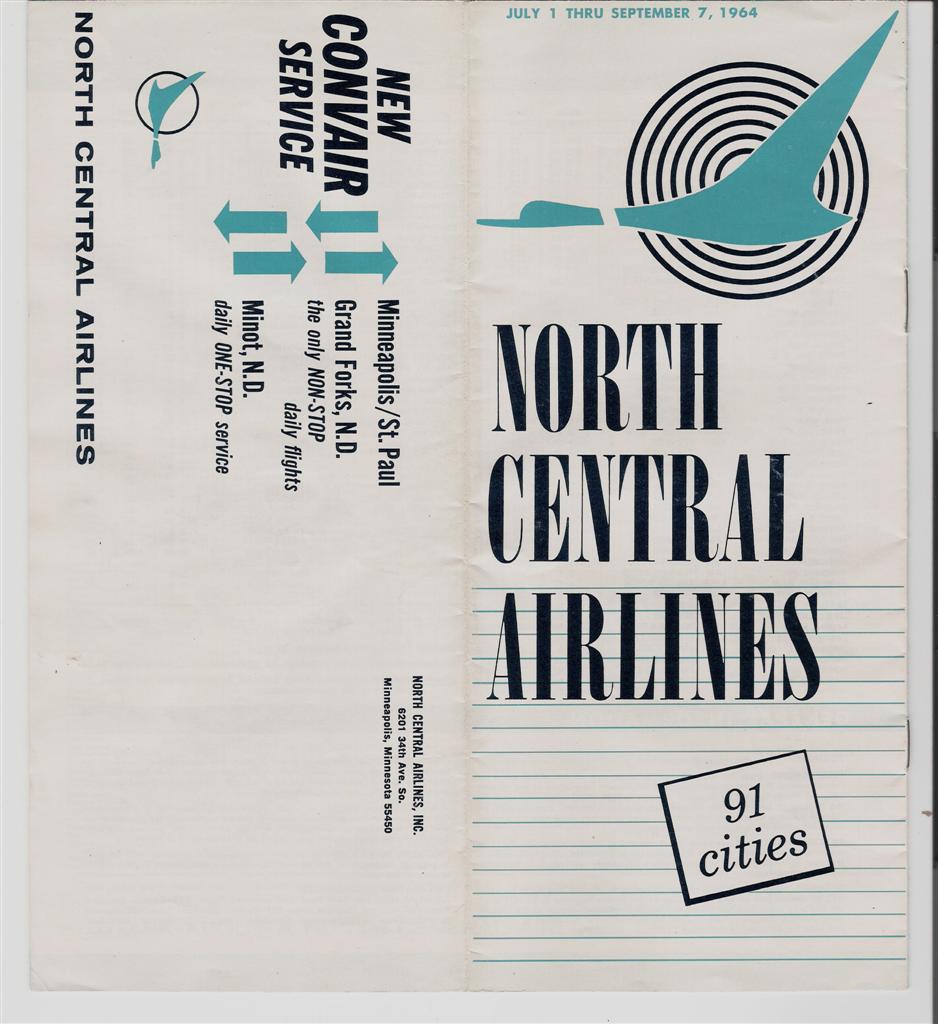 JULY 1 THRU SEPTEMBER 7, 1964
NORTH
CENTRAL
AIRLINES
91
cities
NEW
CONVAIR
SERVICE
Minneapolis/St. Paul
Grand Forks, N.D.
the only NON-STOP
daily flights
Minot, N.D.
daily ONE-STOP service
NORTH CENTRAL AIRLINES
NORTH CENTRAL AIRLINES, INC.
6201 34th Ave. So.
Minneapolis, Minnesota 55450